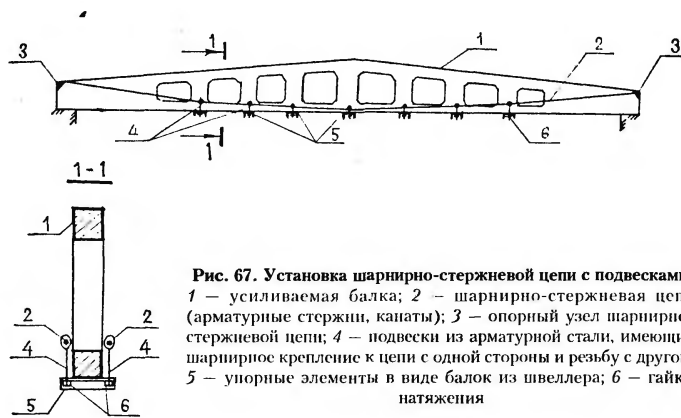 1
3
1
2
3
4
1
5
6
1-1
1
2
2
4
4
5
6
Рис. 67. Установка шарнирно-стержневой цепи с подвесками
1 — усиливаемая балка; 2 — шарнирно-стержневая цеп
(арматурные стержни, канаты); 3 — опорный узел шарнирно
стержневой цепи; 4 — подвески из арматурной стали, имеющи
шарнирное крепление к цепи с одной стороны и резьбу с друго
5 — упорные элементы в виде балок из швеллера; 6 — гайк
натяжения